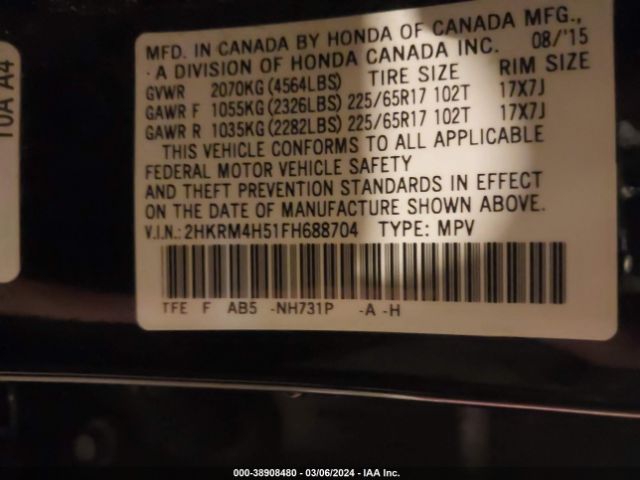 10A A4
MFD. IN CANADA BY HONDA OF CANADA MFG.,
A DIVISION OF HONDA CANADA INC. 08/'15
GVWR 2070KG(4564LBS) TIRE SIZE RIM SIZE
GAWR F 1055KG(2326LBS) 225/65R17 102T 17X7J
GAWR R 1035KG(2282LBS) 225/65R17 102T 17X7J
THIS VEHICLE CONFORMS TO ALL APPLICABLE
FEDERAL MOTOR VEHICLE SAFETY
AND THEFT PREVENTION STANDARDS IN EFFECT
ON THE DATE OF MANUFACTURE SHOWN ABOVE.
V.I.N.:2HKRM4H51FH688704 TYPE: MPV
TFE F AB5 -NH731P -A -H
000-38908480 - 03/06/2024 - IAA Inc.